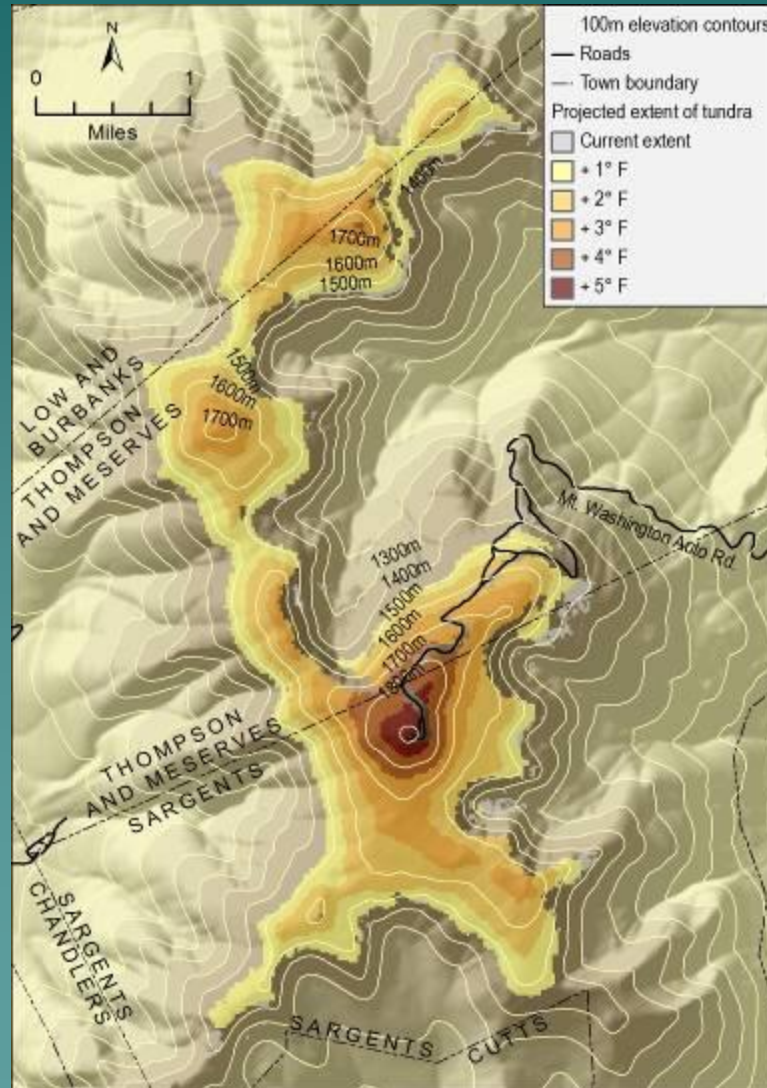 N
0 1
Miles
100m elevation contours
Roads
Town boundary
Projected extent of tundra
Current extent
+ 1° F
+ 2° F
+ 3° F
+ 4° F
+ 5° F
1400m
1700m
1600m
1500m
LOW AND
BURBANKS
THOMPSON
AND MESERVES
1500m
1600m
1700m
Mt. Washington Auto Rd.
1300m
1400m
1500m
1600m
1700m
1800m
THOMPSON
AND MESERVES
SARGENTS
SARGENTS
CHANDLERS
SARGENTS
CUTTS